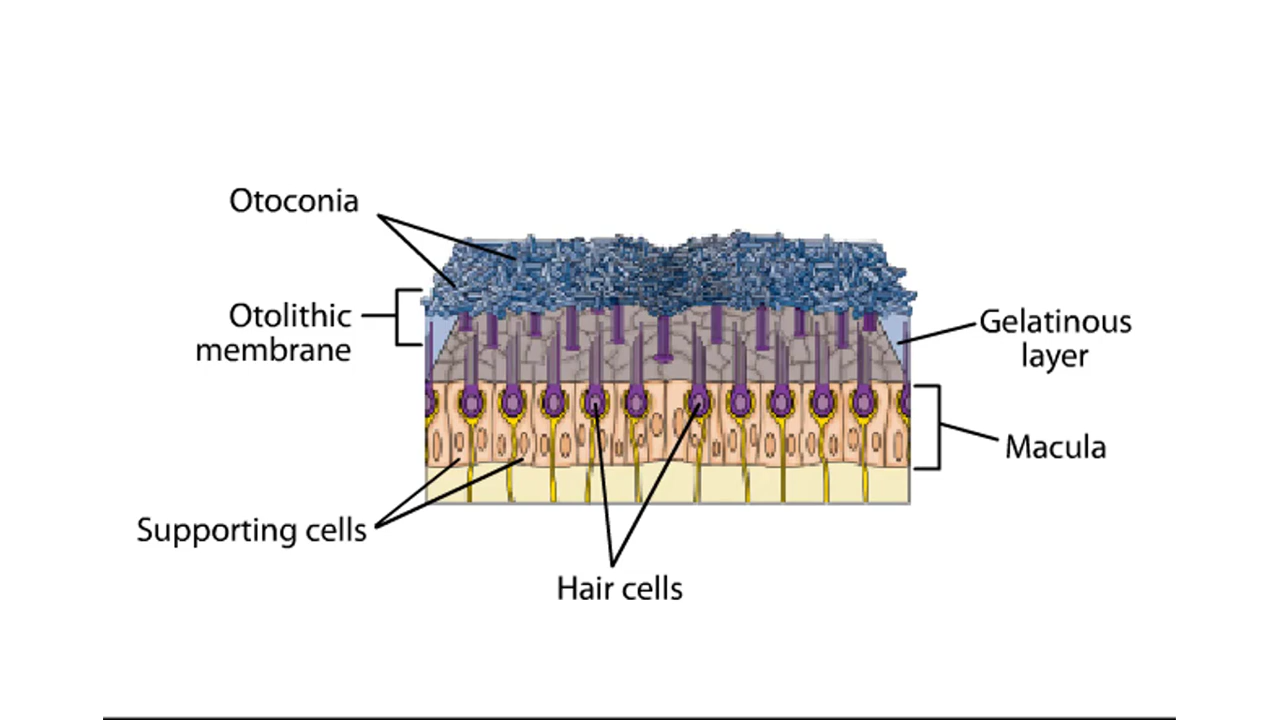 Otoconia
Otolithic
membrane
Gelatinous
layer
Macula
Supporting cells
Hair cells